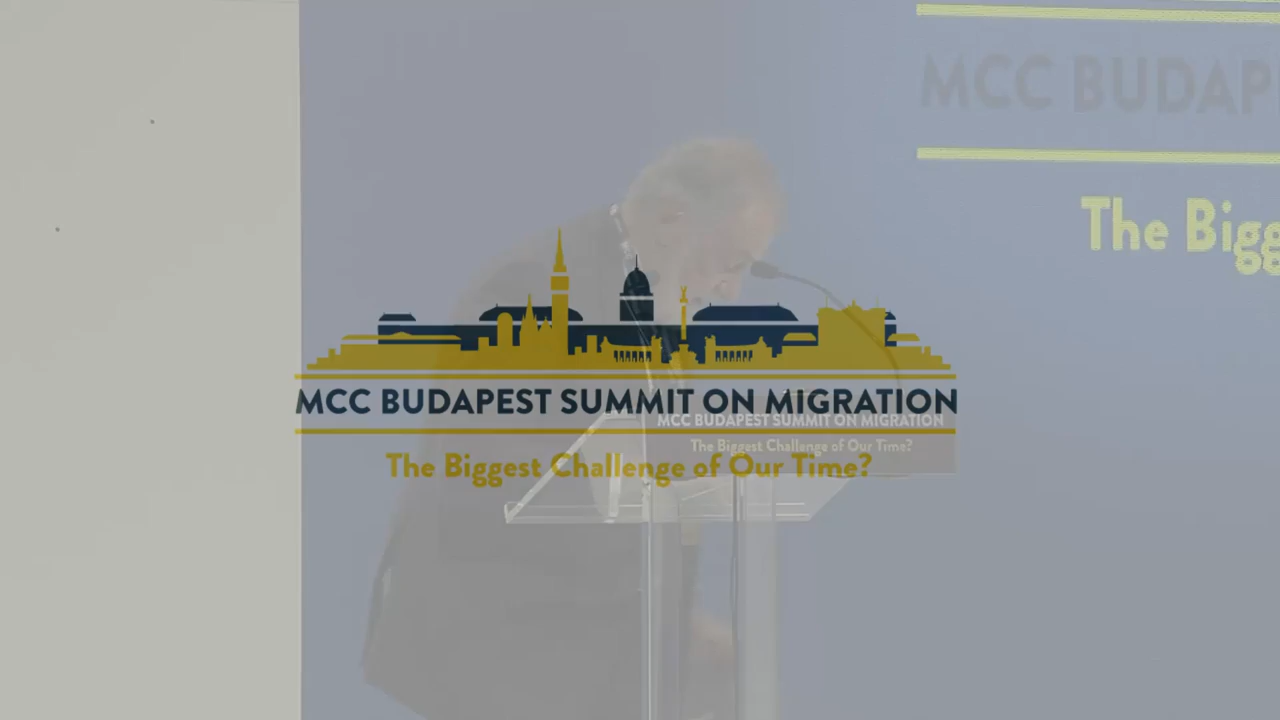 MCC BUDAP
The Bigg
MCC BUDAPEST SUMMIT ON MIGRATION
The Biggest Challenge of Our Time?
MCC BUDAPEST SUMMIT ON MIGRATION
The Biggest Challenge of Our Time?